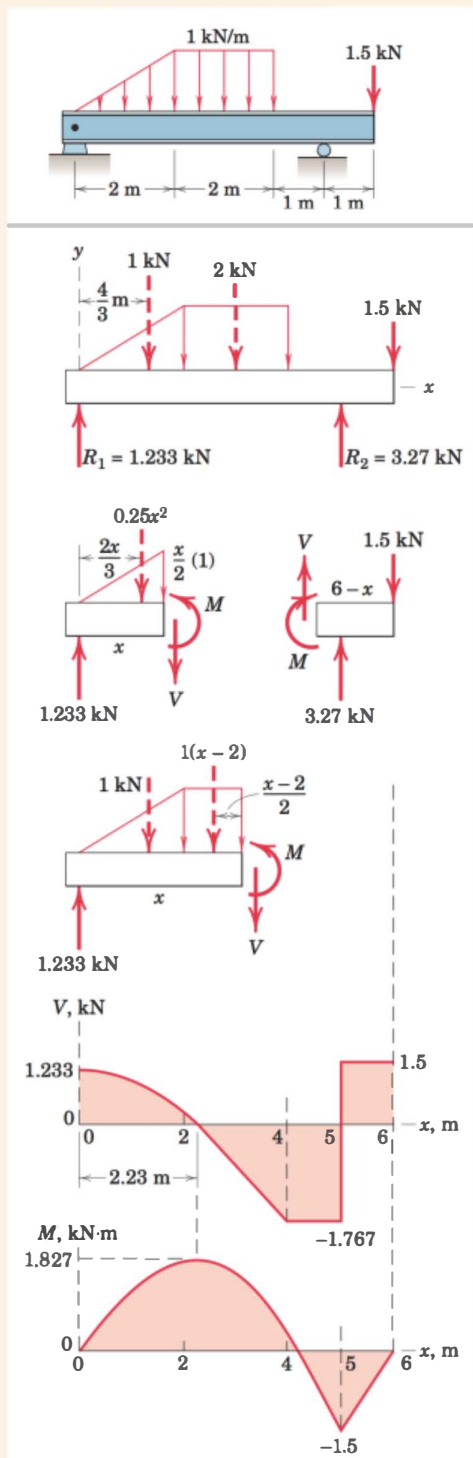 1 kN/m
1.5 kN
2 m 2 m 1 m 1 m
y
1 kN 2 kN
4/3 m
1.5 kN
x
R₁ = 1.233 kN R₂ = 3.27 kN
0.25x²
2x/3 x/2 (1)
M
x
V
1.233 kN
V
1.5 kN
6 – x
M
3.27 kN
1(x – 2)
1 kN
x – 2/2
M
x
V
1.233 kN
V, kN
1.233
1.5
0
0 2 4 5 6 x, m
2.23 m
–1.767
M, kN·m
1.827
0
0 2 4 5 6 x, m
–1.5